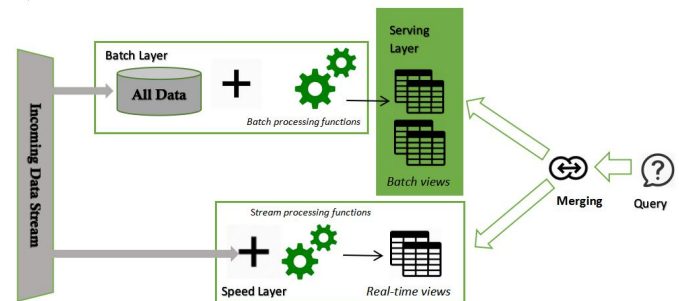 Incoming Data Stream
Batch Layer
All Data
Batch processing functions
Serving
Layer
Batch views
Merging
Query
Stream processing functions
Speed Layer
Real-time views